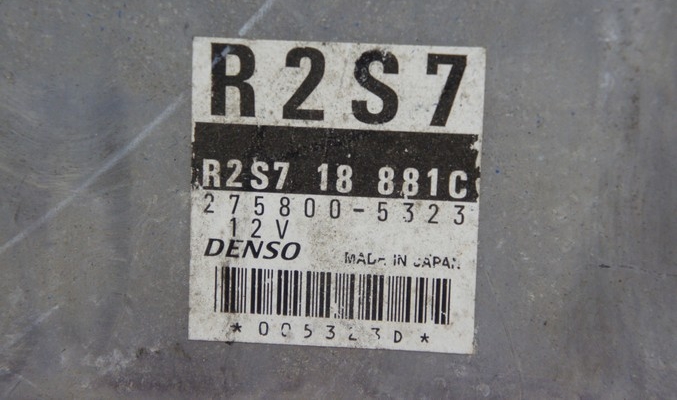 R2S7
R2S7 18 881C
275800-5323
12V
DENSO MADE IN JAPAN
*005323D*